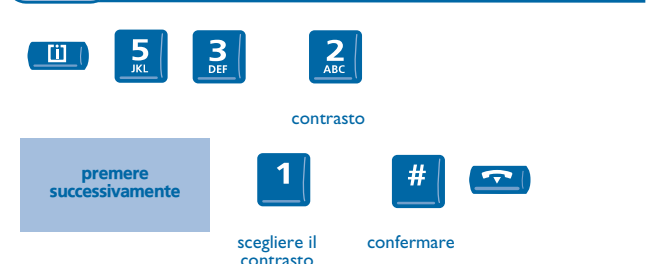 [i] 5 JKL 3 DEF 2 ABC
contrasto
premere
successivamente
1 #
scegliere il confermare
contrasto